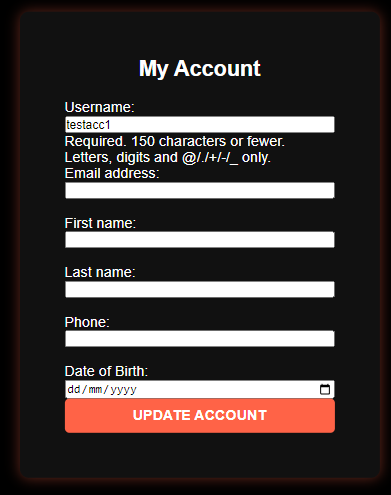 My Account
Username:
testacc1
Required. 150 characters or fewer.
Letters, digits and @/./+/-/_ only.
Email address:
First name:
Last name:
Phone:
Date of Birth:
dd/mm/yyyy
UPDATE ACCOUNT